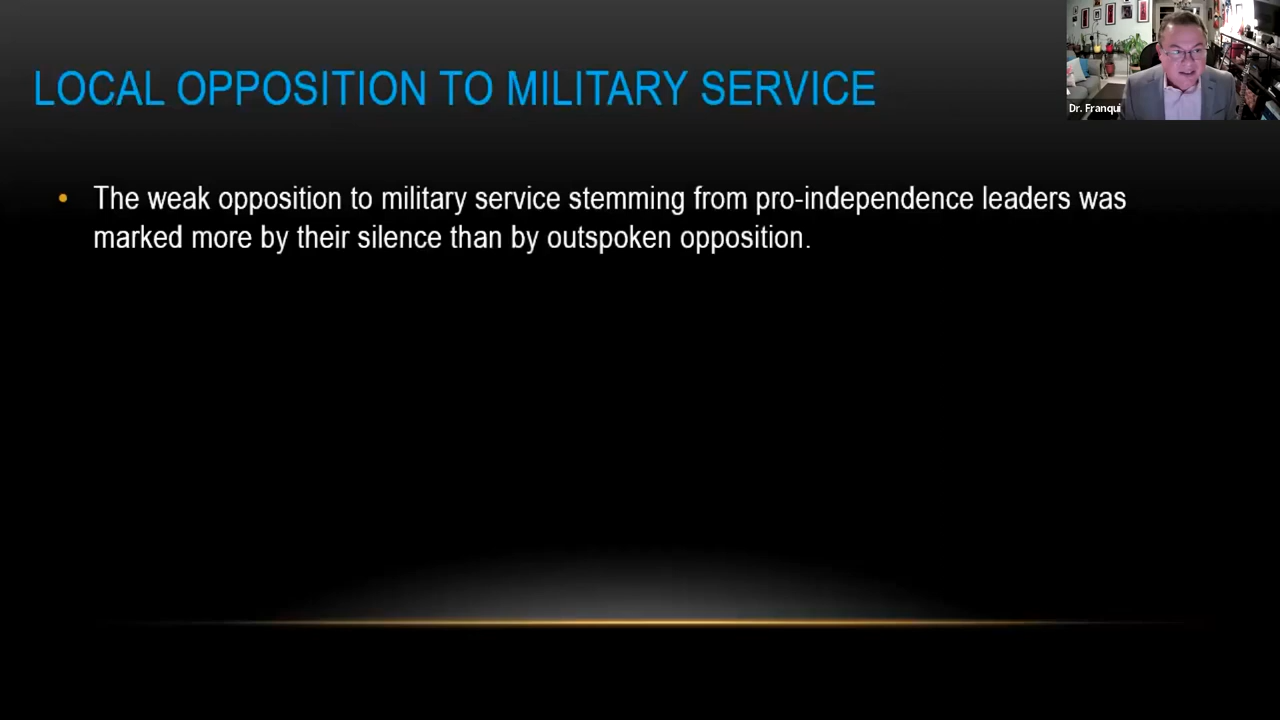 LOCAL OPPOSITION TO MILITARY SERVICE
Dr. Franqui
• The weak opposition to military service stemming from pro-independence leaders was
marked more by their silence than by outspoken opposition.